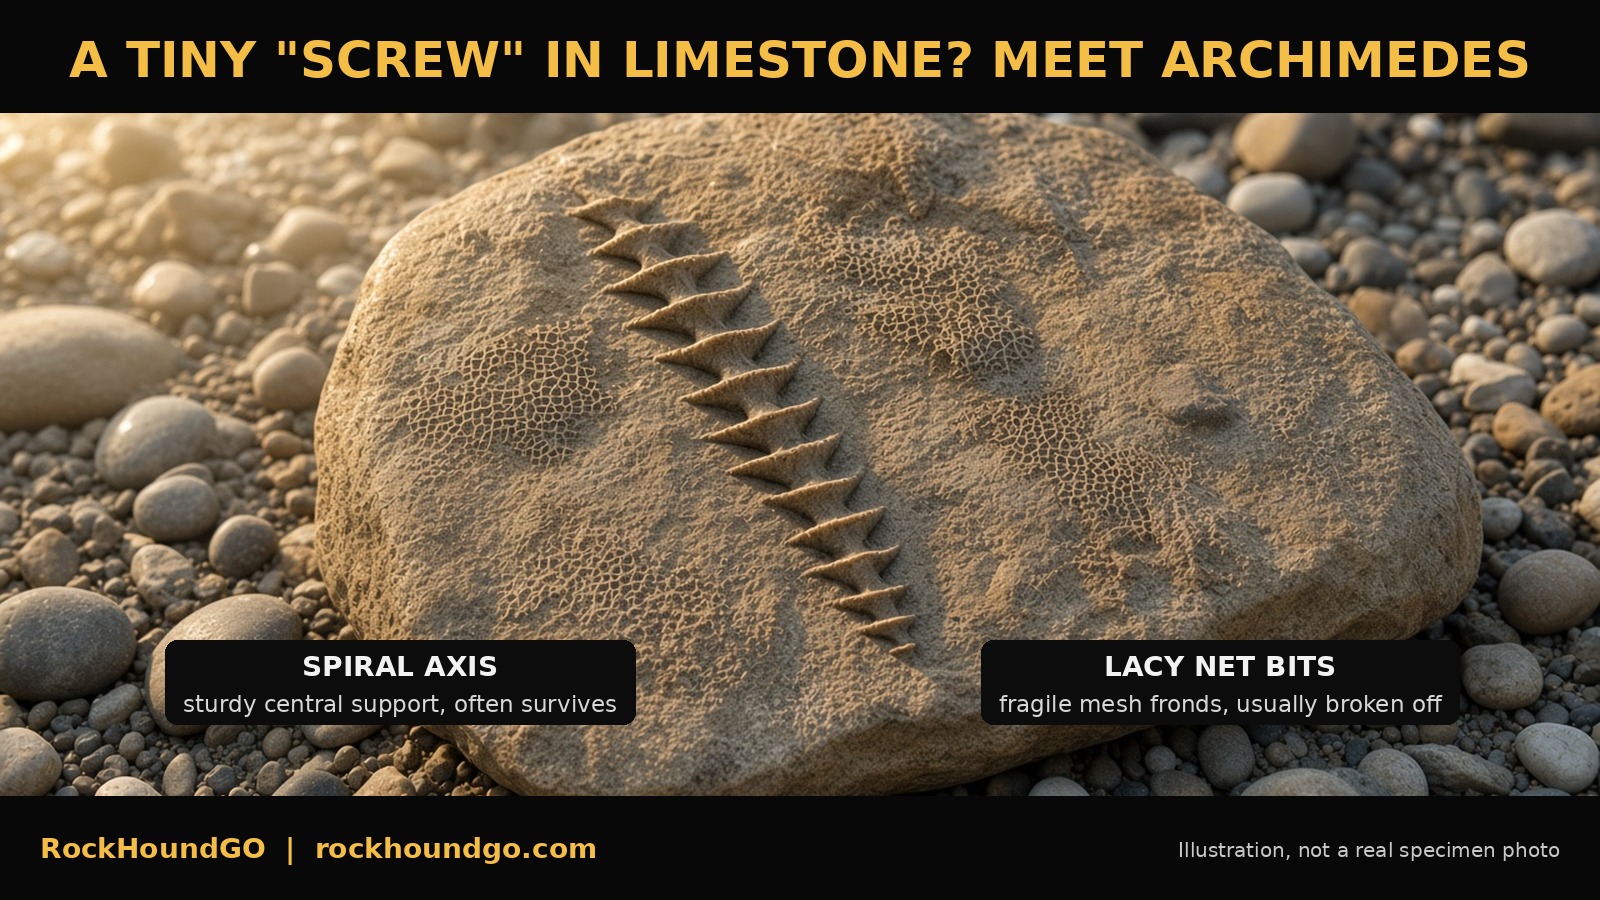 A TINY "SCREW" IN LIMESTONE? MEET ARCHIMEDES
SPIRAL AXIS
sturdy central support, often survives
LACY NET BITS
fragile mesh fronds, usually broken off
RockHoundGO | rockhoundgo.com
Illustration, not a real specimen photo